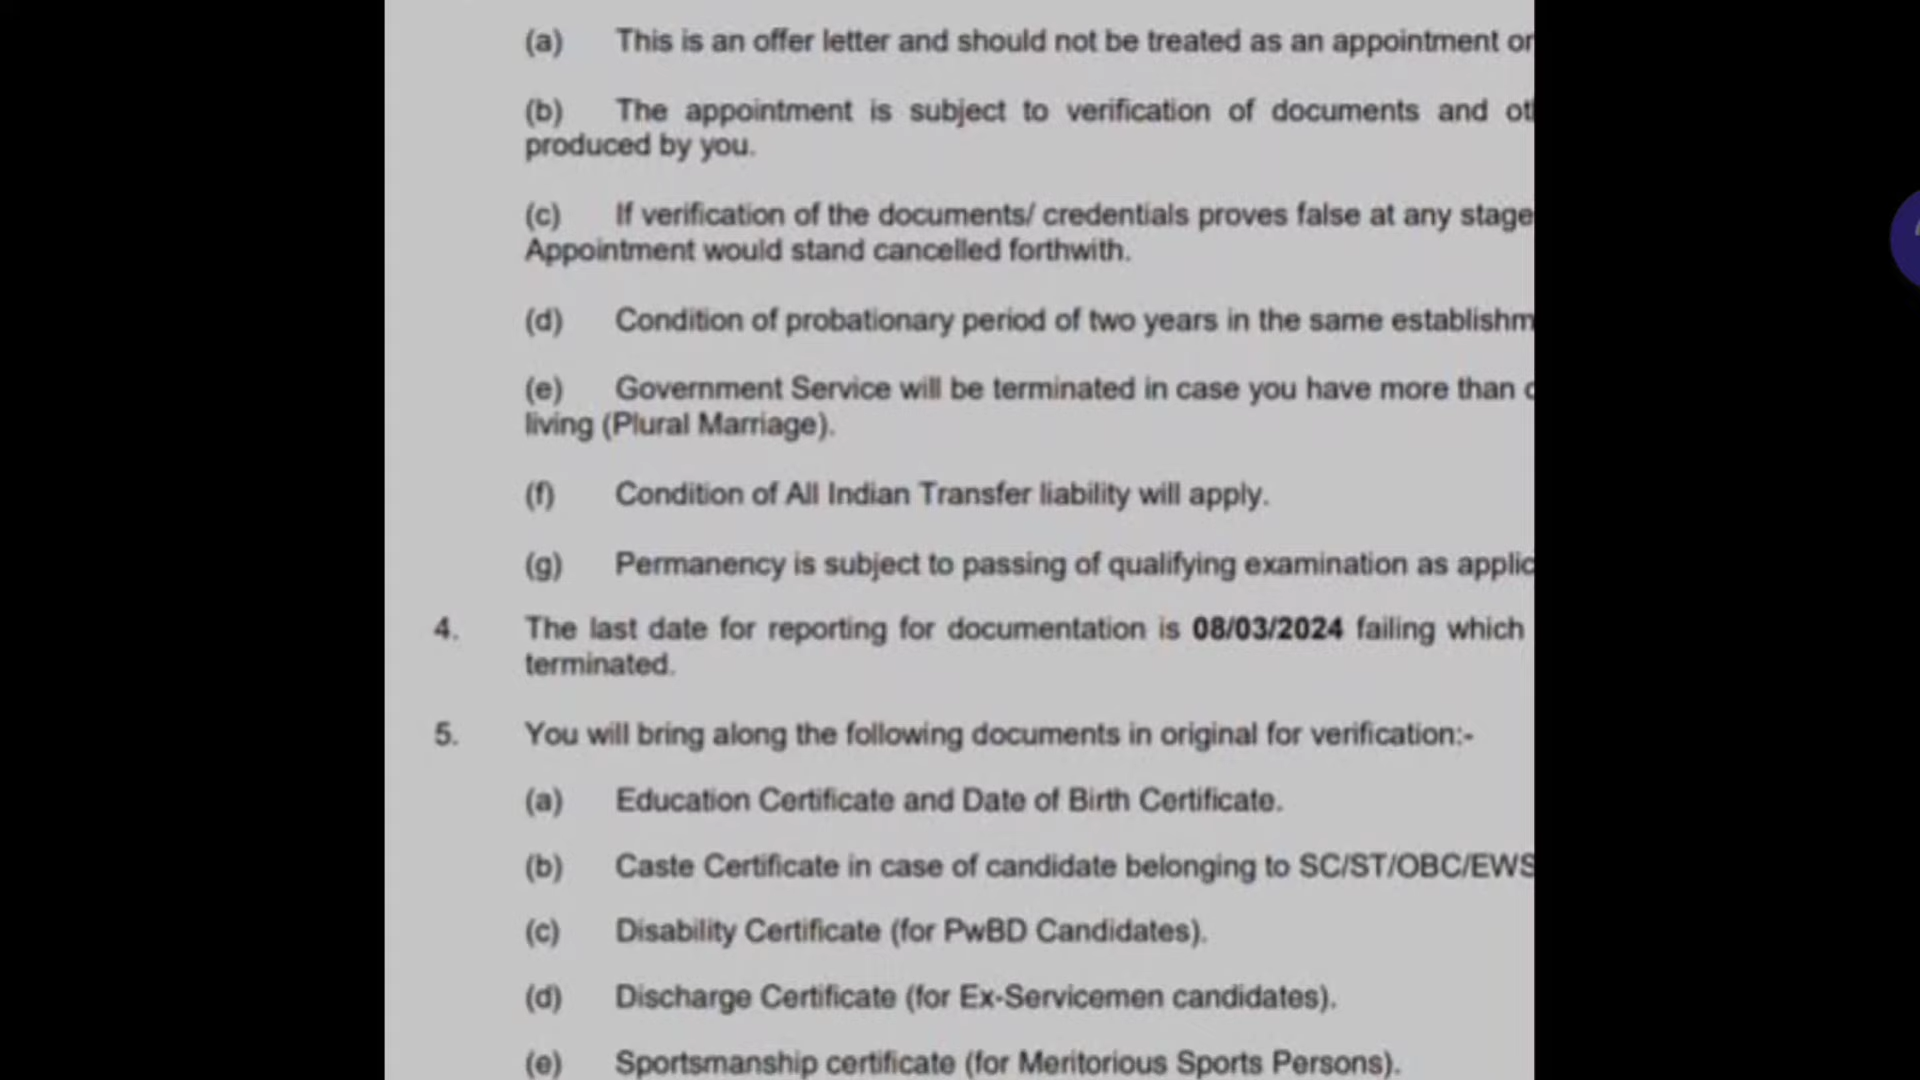 (a) This is an offer letter and should not be treated as an appointment or
(b) The appointment is subject to verification of documents and
produced by you.
(c) If verification of the documents/ credentials proves false at any stage
Appointment would stand cancelled forthwith.
(d) Condition of probationary period of two years in the same
(e) Government Service will be terminated in case you have more than
living (Plural Marriage).
(f) Condition of All Indian Transfer liability will apply.
(g) Permanency is subject to passing of qualifying examination as
4. The last date for reporting for documentation is 08/03/2024 failing which
terminated.
5. You will bring along the following documents in original for verification:-
(a) Education Certificate and Date of Birth Certificate.
(b) Caste Certificate in case of candidate belonging to SC/ST/OBC/EWS
(c) Disability Certificate (for PwBD Candidates).
(d) Discharge Certificate (for Ex-Servicemen candidates).
(e) Sportsmanship certificate (for Meritorious Sports Persons).